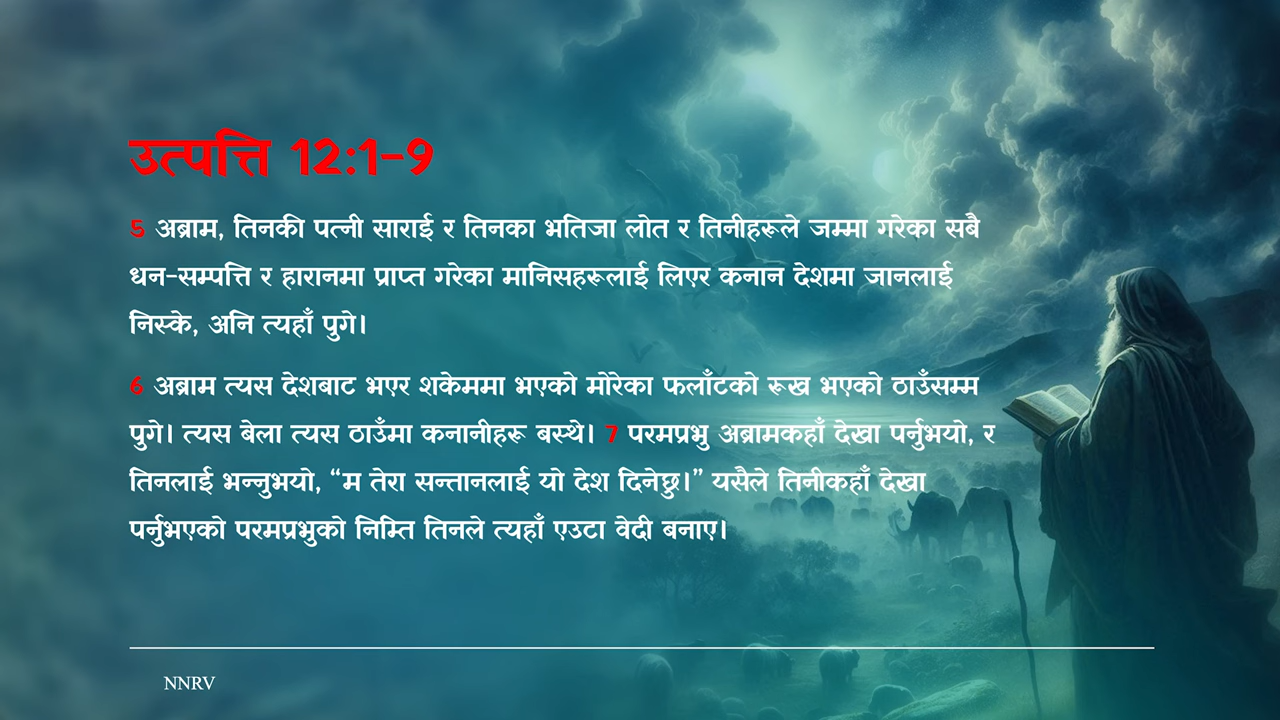 उत्पत्ति 12:1-9
5 अब्राम, तिनकी पत्नी साराई र तिनका भतिजा लोत र तिनीहरूले जम्मा गरेका सबै
धन-सम्पत्ति र हारानमा प्राप्त गरेका मानिसहरूलाई लिएर कनान देशमा जानलाई
निस्के, अनि त्यहाँ पुगे।
6 अब्राम त्यस देशबाट भएर शकेममा भएको मोरेका फलाँटको रूख भएको ठाउँसम्म
पुगे। त्यस बेला त्यस ठाउँमा कनानीहरू बस्थे। 7 परमप्रभु अब्रामकहाँ देखा पर्नुभयो, र
तिनलाई भन्नुभयो, “म तेरा सन्तानलाई यो देश दिनेछु।” यसैले तिनीकहाँ देखा
पर्नुभएको परमप्रभुको निम्ति तिनले त्यहाँ एउटा वेदी बनाए।
NNRV